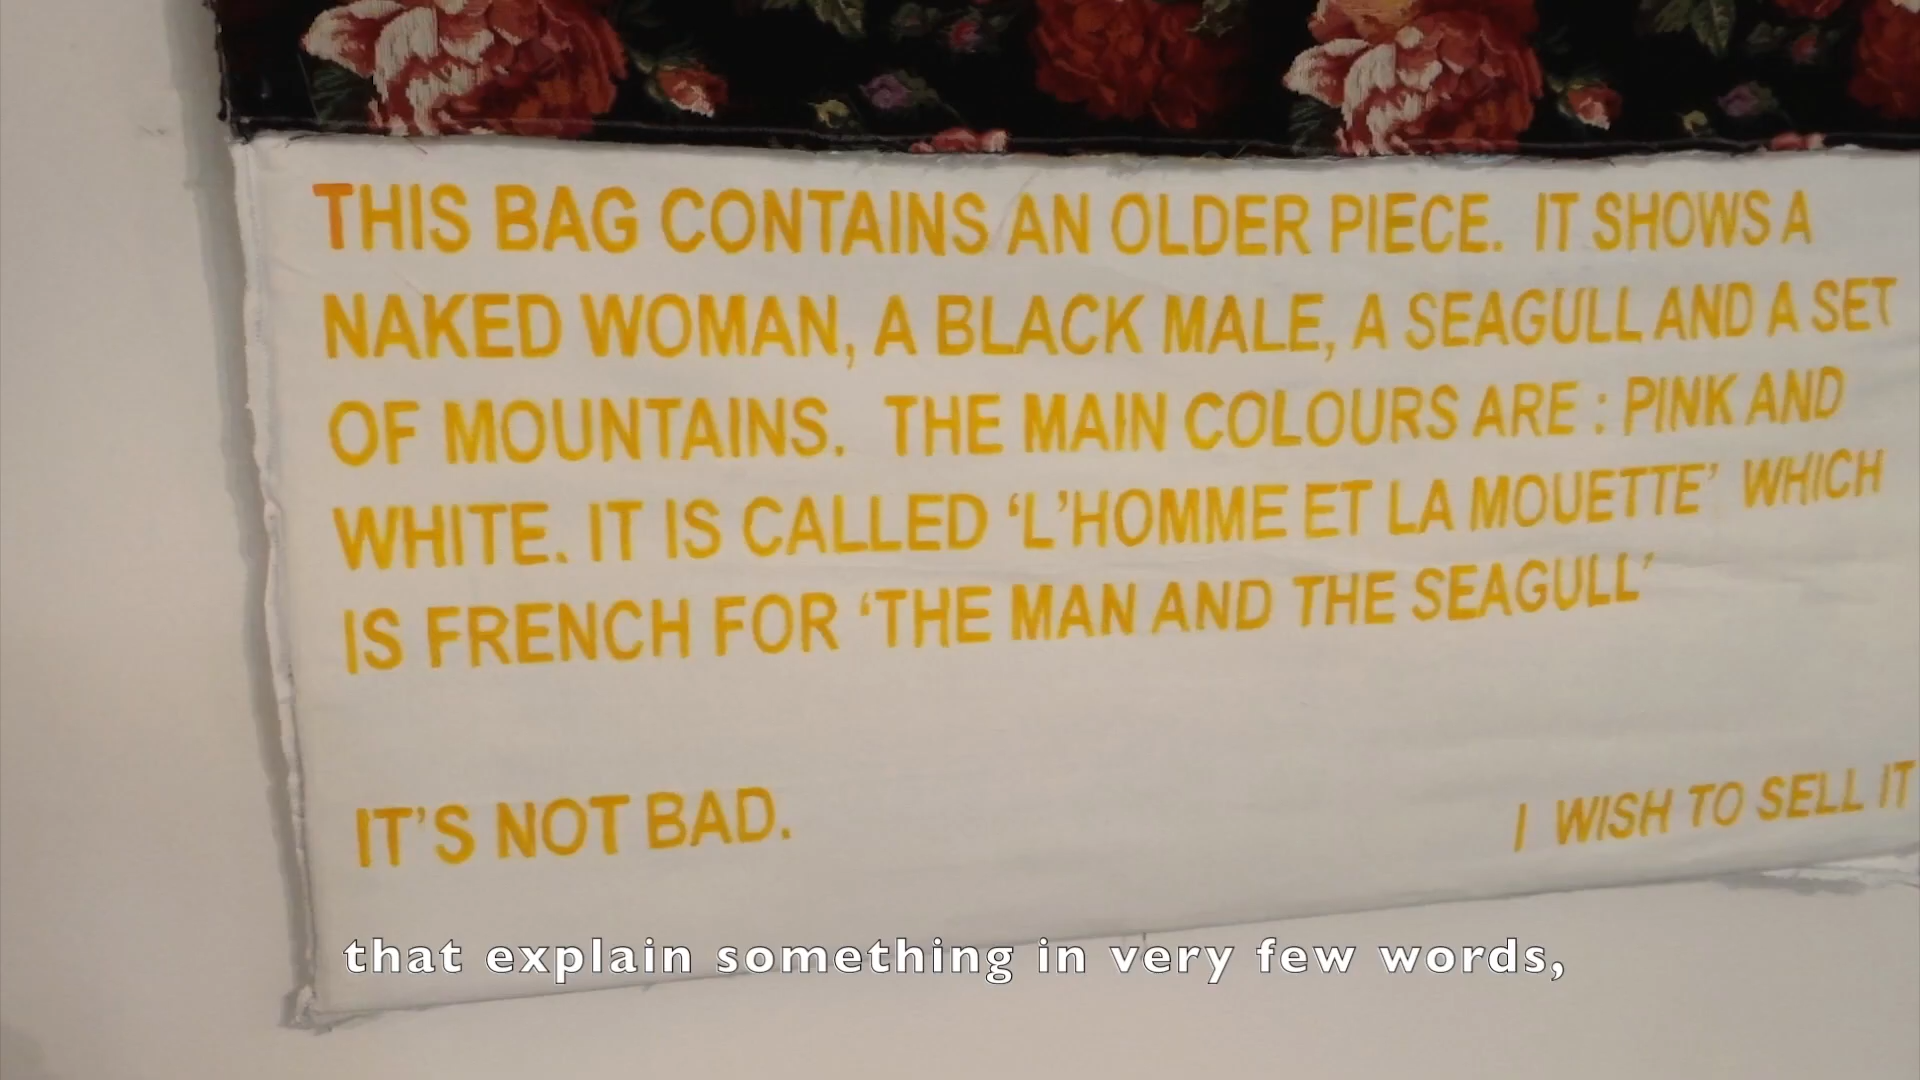 THIS BAG CONTAINS AN OLDER PIECE. IT SHOWS A
NAKED WOMAN, A BLACK MALE, A SEAGULL AND A SET
OF MOUNTAINS. THE MAIN COLOURS ARE : PINK AND
WHITE. IT IS CALLED ‘L’HOMME ET LA MOUETTE’ WHICH
IS FRENCH FOR ‘THE MAN AND THE SEAGULL’
IT’S NOT BAD. I WISH TO SELL IT
that explain something in very few words,